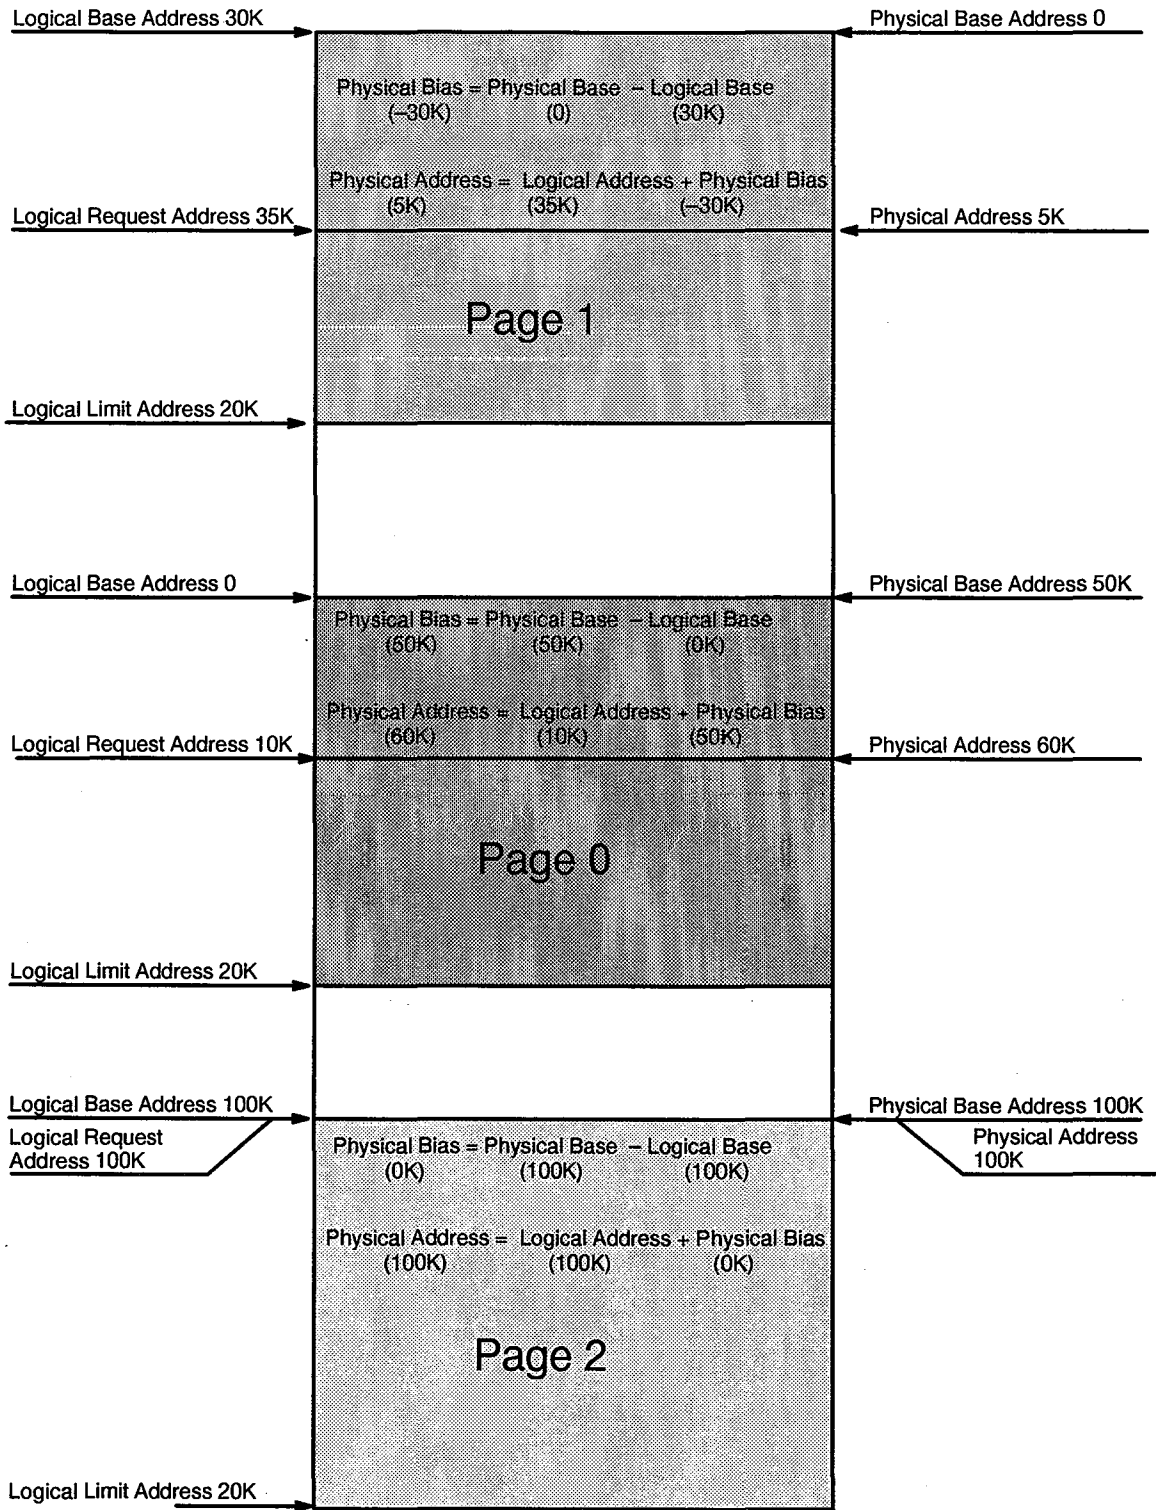 Logical Base Address 30K
Physical Base Address 0
Physical Bias = Physical Base – Logical Base
(–30K) (0) (30K)
Physical Address = Logical Address + Physical Bias
(5K) (35K) (–30K)
Logical Request Address 35K
Physical Address 5K
Page 1
Logical Limit Address 20K
Logical Base Address 0
Physical Base Address 50K
Physical Bias = Physical Base – Logical Base
(50K) (50K) (0K)
Physical Address = Logical Address + Physical Bias
(60K) (10K) (50K)
Logical Request Address 10K
Physical Address 60K
Page 0
Logical Limit Address 20K
Logical Base Address 100K
Physical Base Address 100K
Logical Request
Address 100K
Physical Address
100K
Physical Bias = Physical Base – Logical Base
(0K) (100K) (100K)
Physical Address = Logical Address + Physical Bias
(100K) (100K) (0K)
Page 2
Logical Limit Address 20K